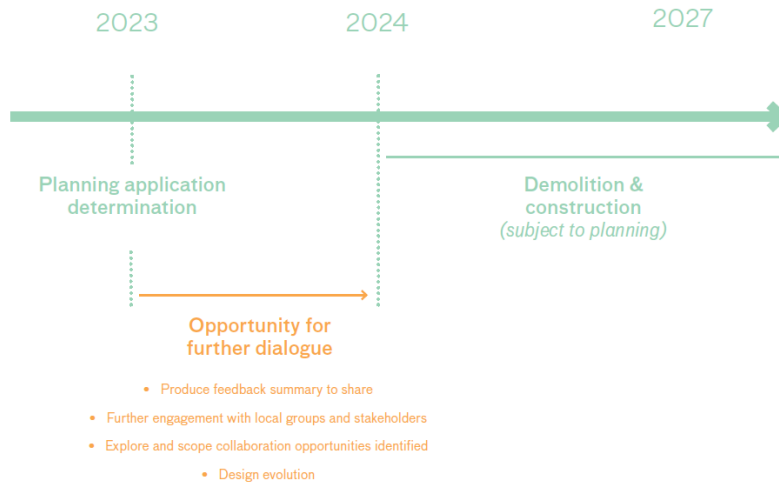 2023
2024
2027
Planning application
determination
Demolition &
construction
(subject to planning)
Opportunity for
further dialogue
• Produce feedback summary to share
• Further engagement with local groups and stakeholders
• Explore and scope collaboration opportunities identified
• Design evolution